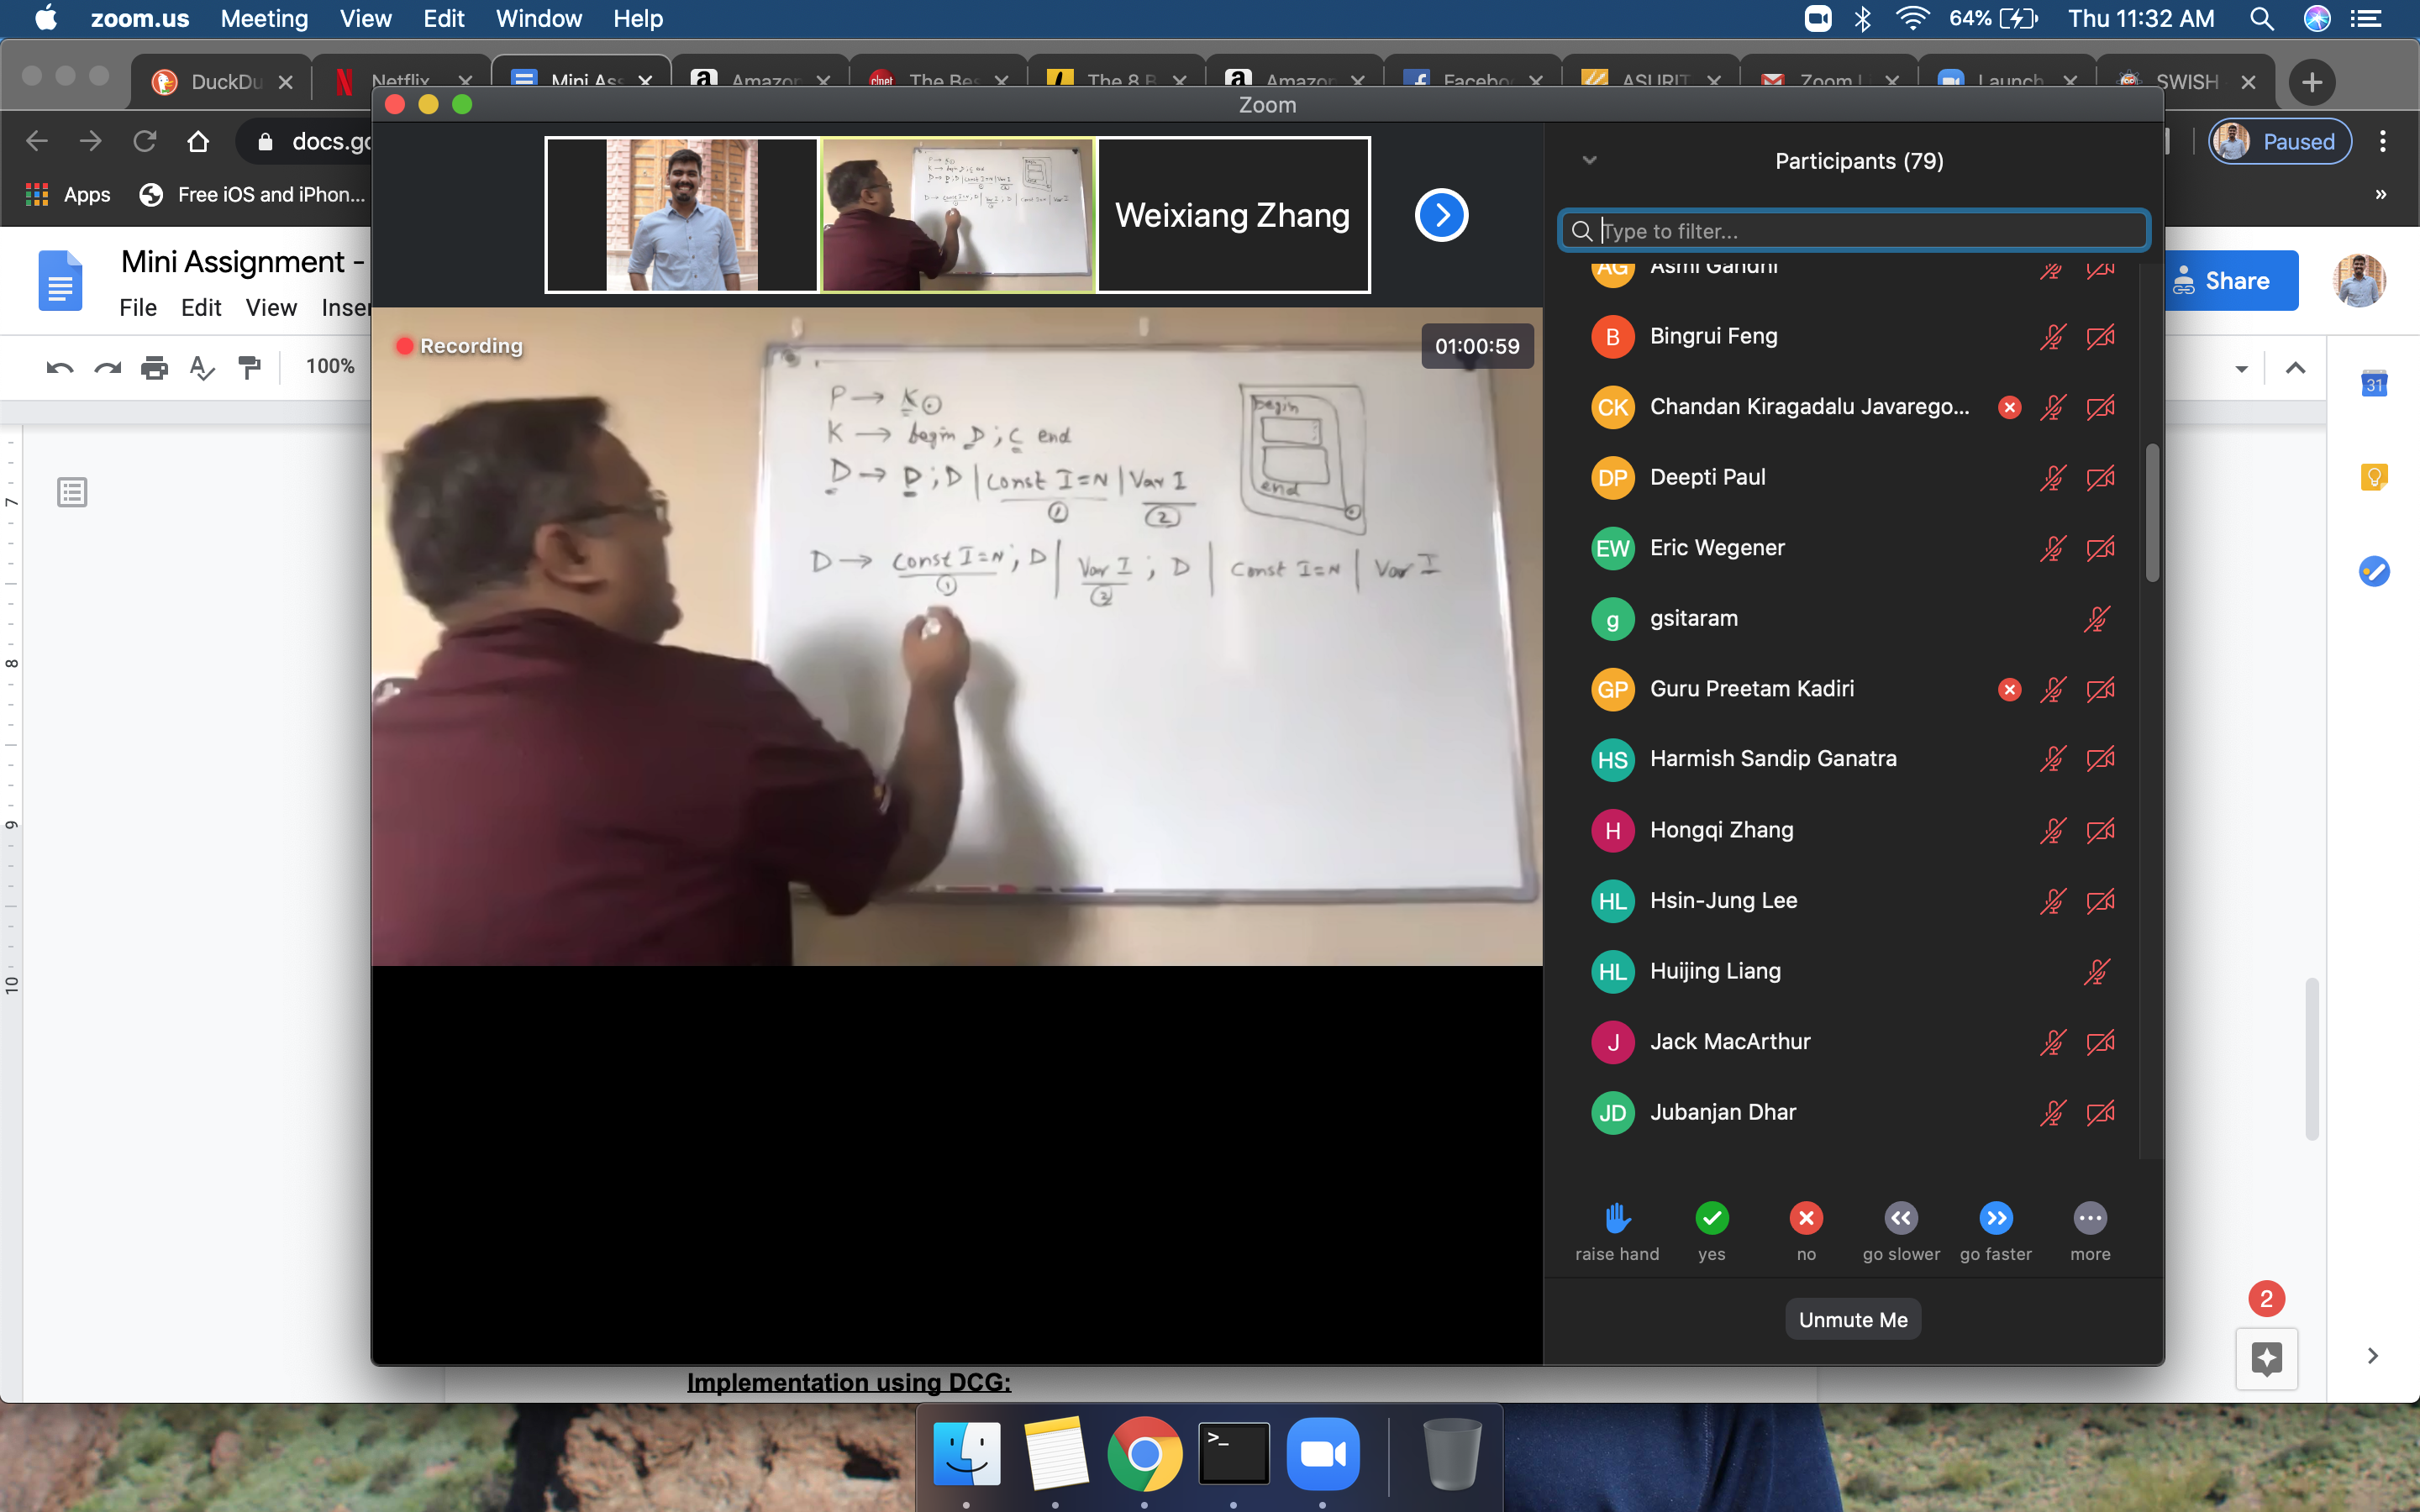 zoom.us Meeting View Edit Window Help 64% Thu 11:32 AM
DuckDu Netflix Mini Ass Amazon The Bes The 8 B Amazon Facebo ASURIT Zoom Launch SWISH
Zoom
docs.go
Paused
Apps Free iOS and iPhon...
Mini Assignment -
File Edit View Inser
Share
100%
31
7
8
9
10
Weixiang Zhang
Recording
01:00:59
P → K .
K → begin D ; C end
D → D ; D | Const I = N | Var I
1 2
D → const I = N ; D | Var I ; D | Const I = N | Var I
1 2
begin
end
Participants (79)
Type to filter...
AG Asmi Gandhi
B Bingrui Feng
CK Chandan Kiragadalu Javarego...
DP Deepti Paul
EW Eric Wegener
g gsitaram
GP Guru Preetam Kadiri
HS Harmish Sandip Ganatra
H Hongqi Zhang
HL Hsin-Jung Lee
HL Huijing Liang
J Jack MacArthur
JD Jubanjan Dhar
raise hand yes no go slower go faster more
Unmute Me
2
Implementation using DCG: